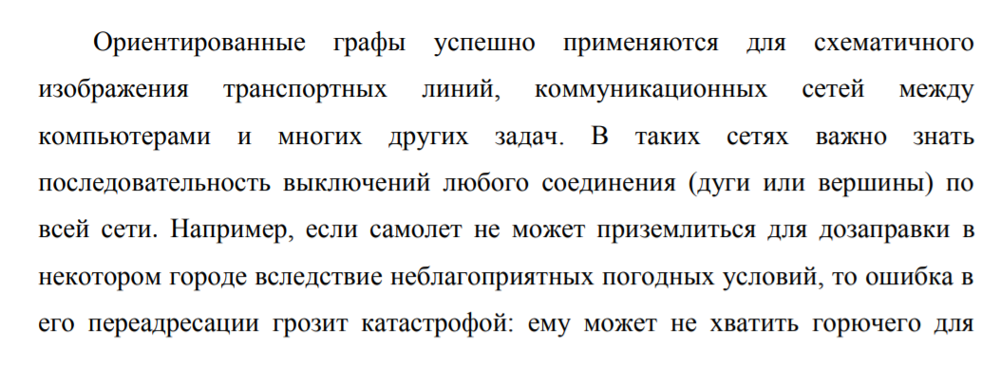 Ориентированные графы успешно применяются для схематичного
изображения транспортных линий, коммуникационных сетей между
компьютерами и многих других задач. В таких сетях важно знать
последовательность выключений любого соединения (дуги или вершины) по
всей сети. Например, если самолет не может приземлиться для дозаправки в
некотором городе вследствие неблагоприятных погодных условий, то ошибка в
его переадресации грозит катастрофой: ему может не хватить горючего для